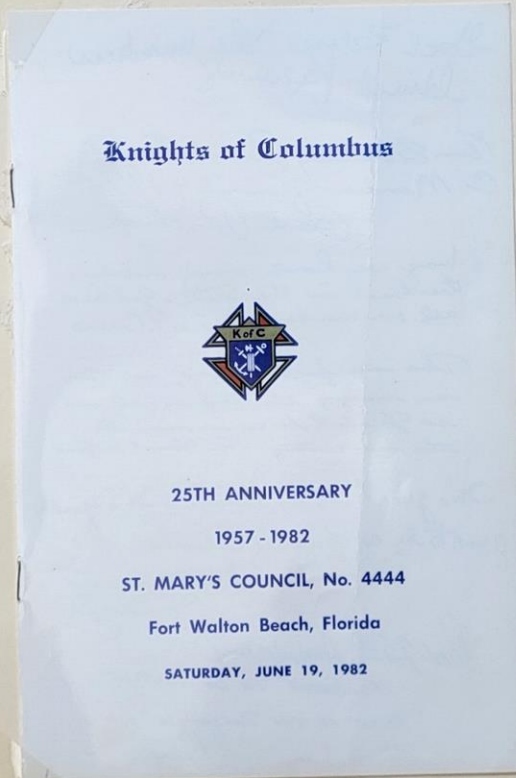 Knights of Columbus
K of C
25TH ANNIVERSARY
1957-1982
ST. MARY'S COUNCIL, No. 4444
Fort Walton Beach, Florida
SATURDAY, JUNE 19, 1982